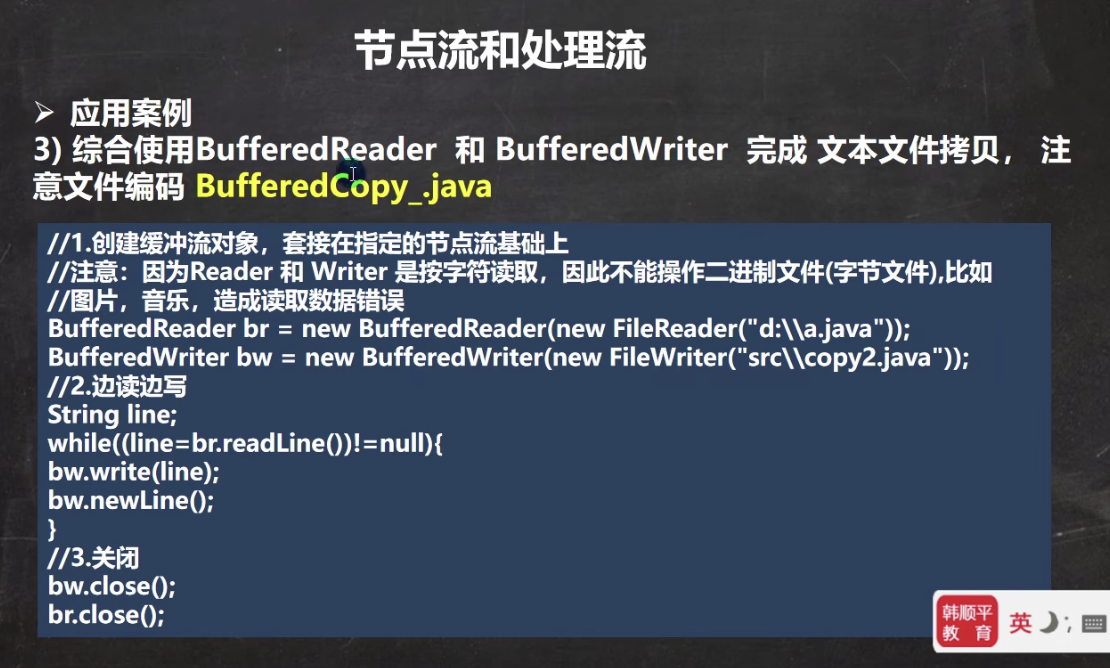 节点流和处理流
➢ 应用案例
3) 综合使用BufferedReader 和 BufferedWriter 完成 文本文件拷贝， 注
意文件编码 BufferedCopy_.java
//1.创建缓冲流对象，套接在指定的节点流基础上
//注意：因为Reader 和 Writer 是按字符读取，因此不能操作二进制文件(字节文件),比如
//图片，音乐，造成读取数据错误
BufferedReader br = new BufferedReader(new FileReader("d:\\a.java"));
BufferedWriter bw = new BufferedWriter(new FileWriter("src\\copy2.java"));
//2.边读边写
String line;
while((line=br.readLine())!=null){
bw.write(line);
bw.newLine();
}
//3.关闭
bw.close();
br.close();
韩顺平
教 育
英